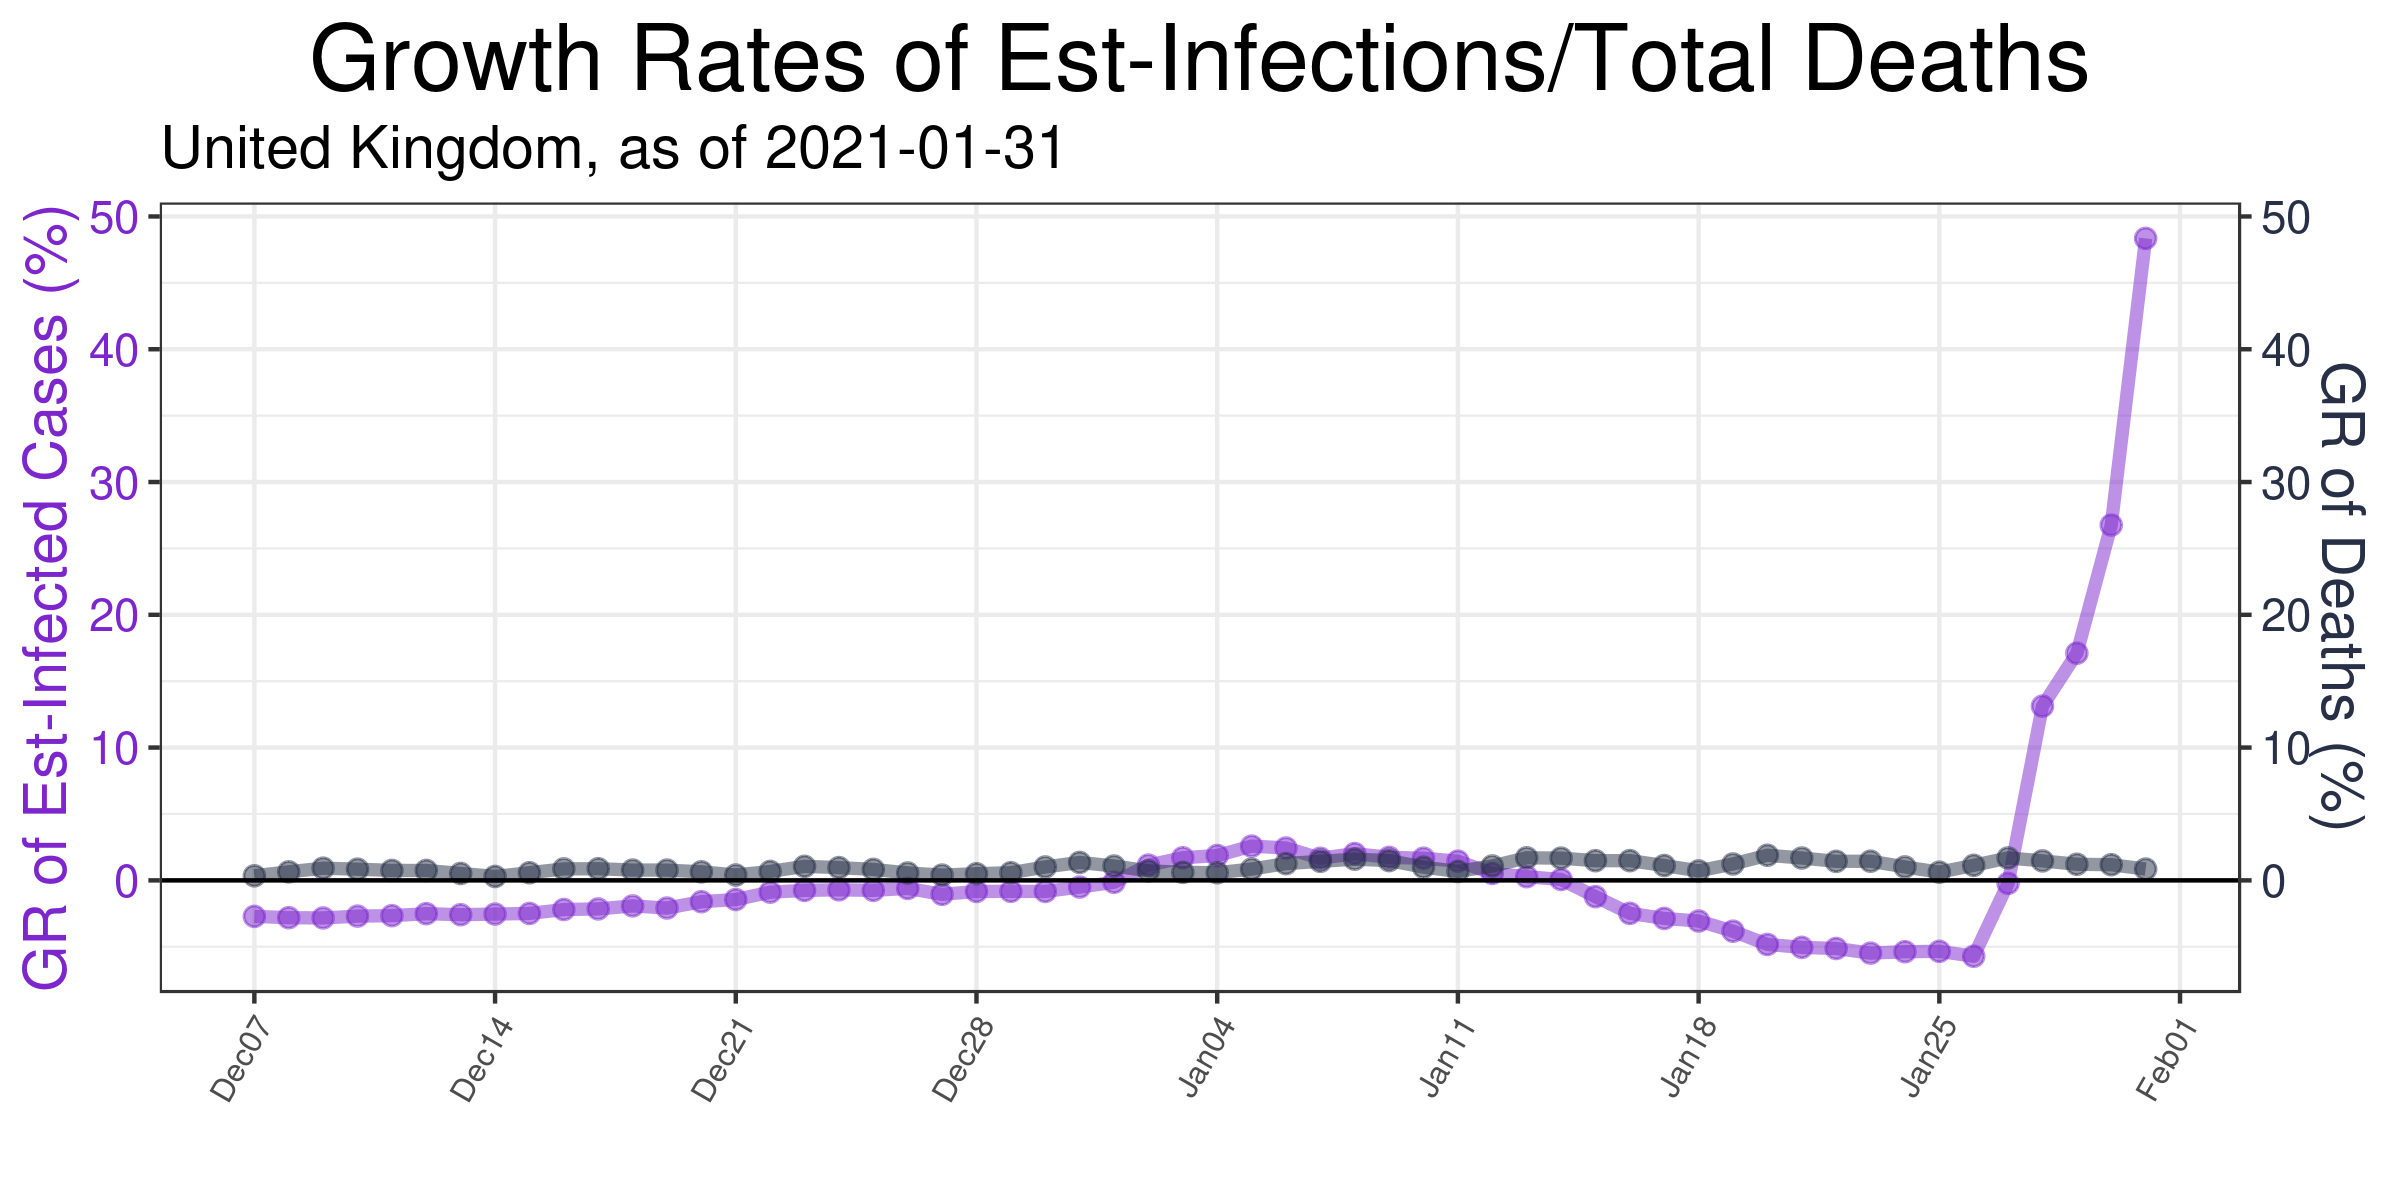 Growth Rates of Est-Infections/Total Deaths
United Kingdom, as of 2021-01-31
GR of Est-Infected Cases (%)
50
40
30
20
10
0
50
40
30
20
10
0
GR of Deaths (%)
Dec07
Dec14
Dec21
Dec28
Jan04
Jan11
Jan18
Jan25
Feb01